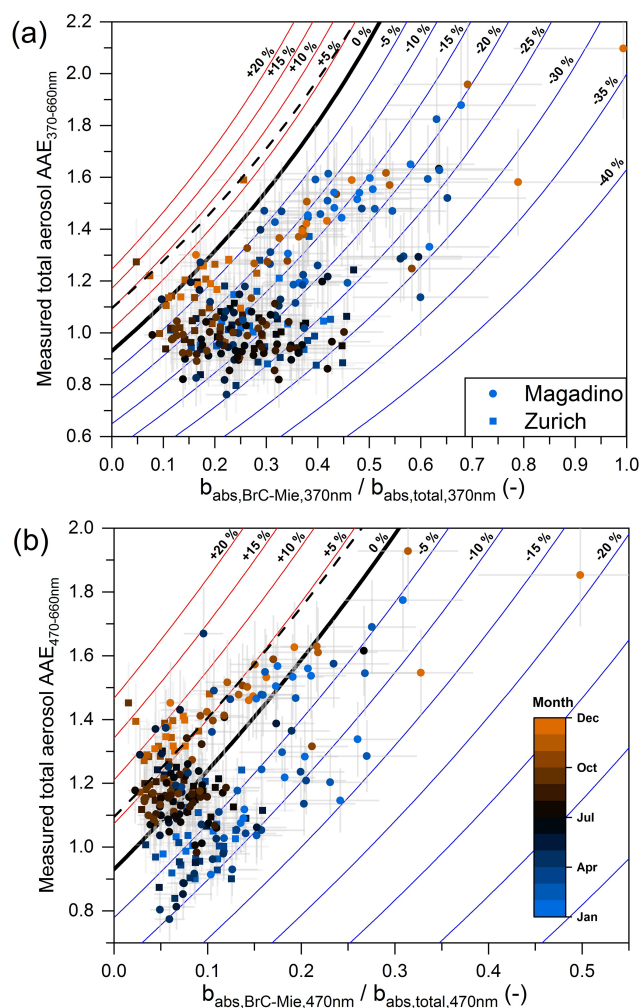 (a)
2.2
2.0
1.8
1.6
1.4
1.2
1.0
0.8
0.6
Measured total aerosol AAE370-660nm
+20 %
+15 %
+10 %
+5 %
0 %
-5 %
-10 %
-15 %
-20 %
-25 %
-30 %
-35 %
-40 %
Magadino
Zurich
0.0 0.1 0.2 0.3 0.4 0.5 0.6 0.7 0.8 0.9 1.0
babs,BrC-Mie,370nm / babs,total,370nm (-)
(b)
2.0
1.8
1.6
1.4
1.2
1.0
0.8
Measured total aerosol AAE470-660nm
+20 %
+15 %
+10 %
+5 %
0 %
-5 %
-10 %
-15 %
-20 %
Month
Dec
Oct
Jul
Apr
Jan
0.0 0.1 0.2 0.3 0.4 0.5
babs,BrC-Mie,470nm / babs,total,470nm (-)